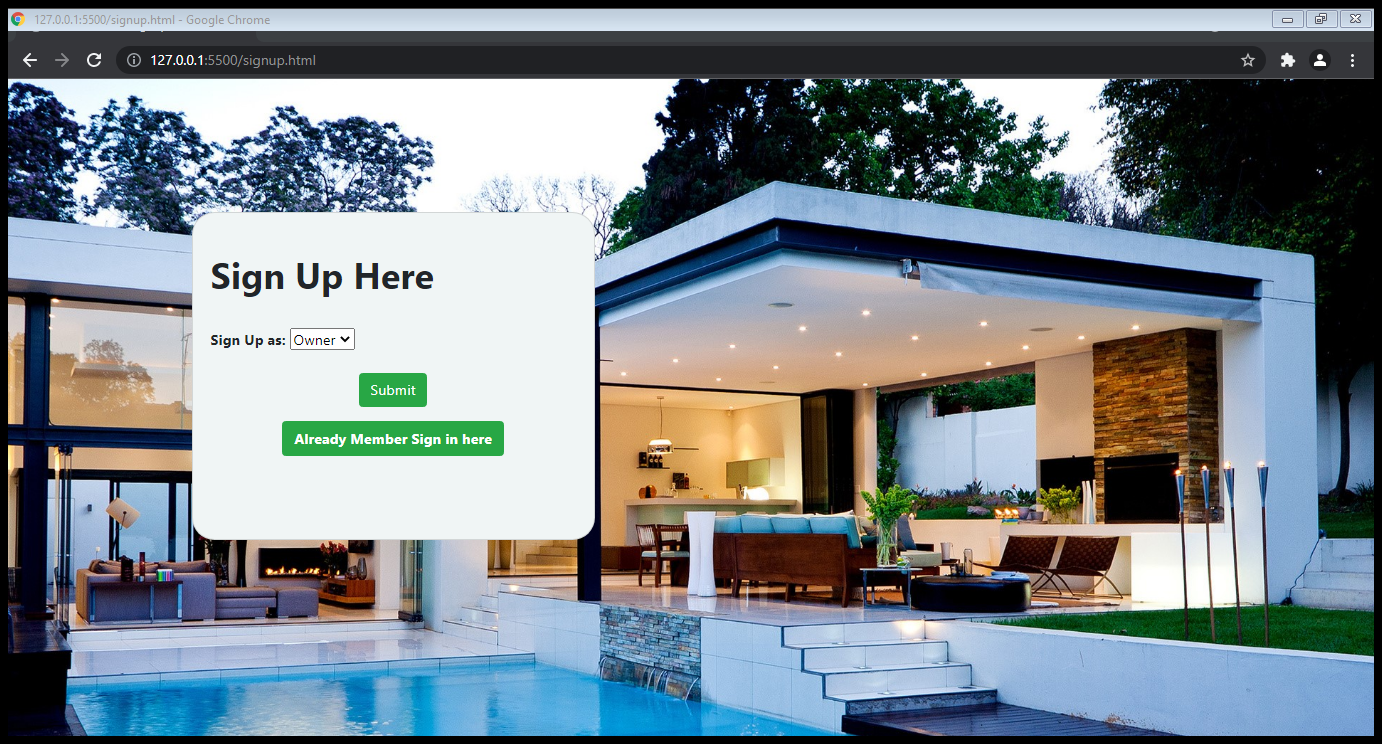 127.0.0.1:5500/signup.html - Google Chrome
127.0.0.1:5500/signup.html
Sign Up Here
Sign Up as: Owner
Submit
Already Member Sign in here